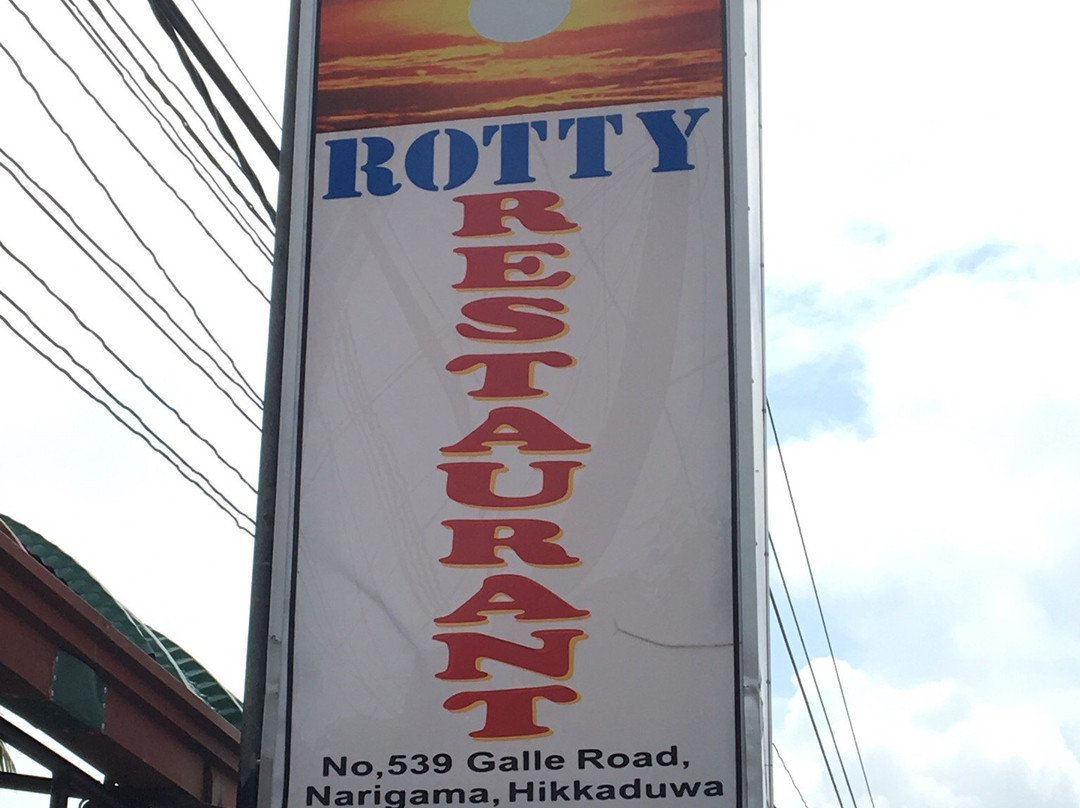 ROTTY
RESTAURANT
No,539 Galle Road,
Narigama, Hikkaduwa